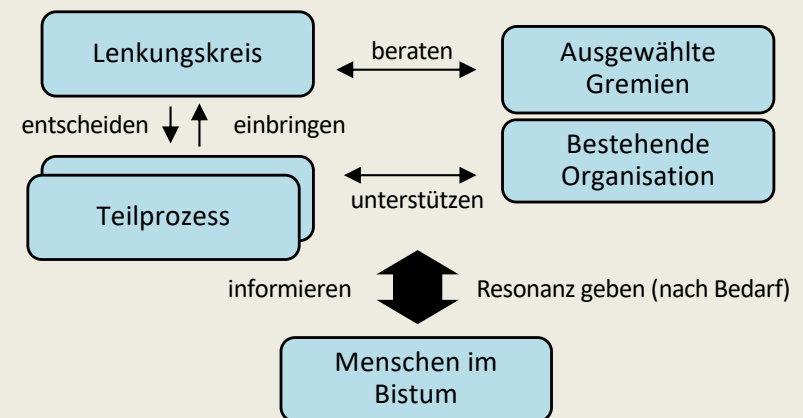 Lenkungskreis
beraten
Ausgewählte
Gremien
entscheiden
einbringen
Bestehende
Organisation
Teilprozess
unterstützen
informieren
Resonanz geben (nach Bedarf)
Menschen im
Bistum